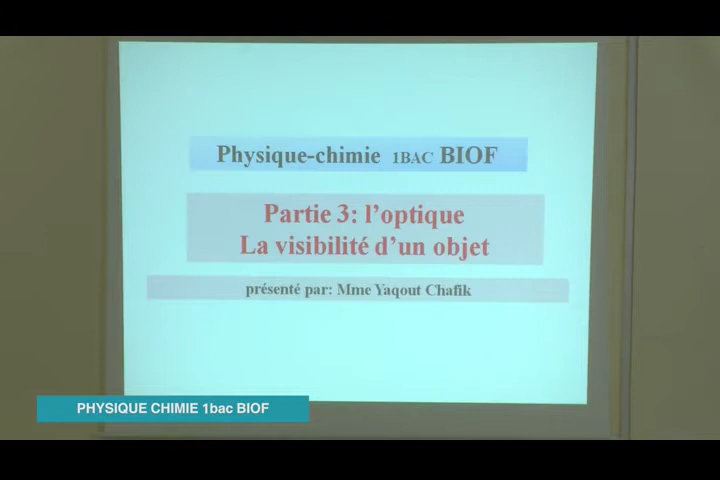 Physique-chimie 1BAC BIOF
Partie 3: l'optique
La visibilité d'un objet
présenté par: Mme Yaqout Chafik
PHYSIQUE CHIMIE 1bac BIOF